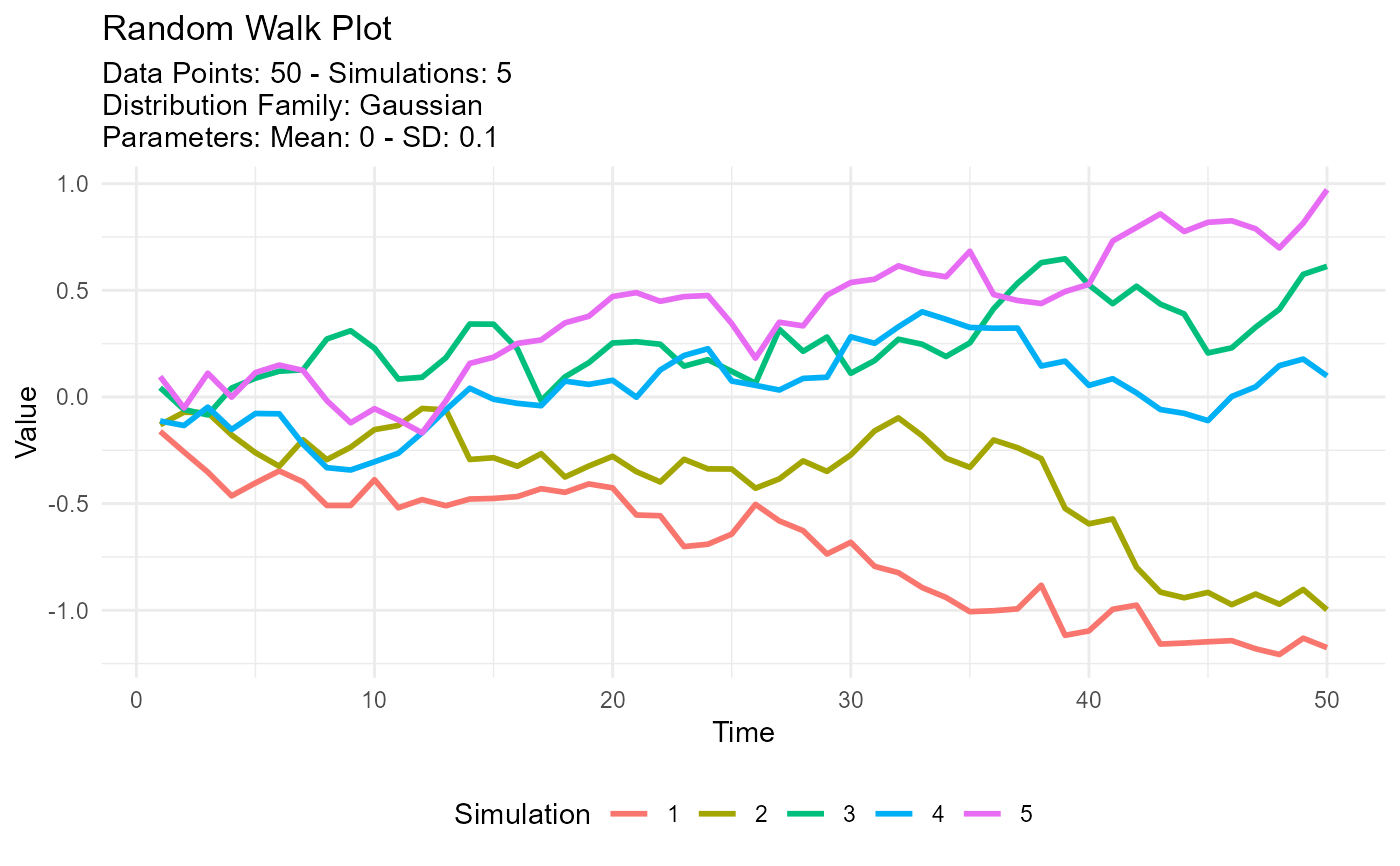 Random Walk Plot
Data Points: 50 - Simulations: 5
Distribution Family: Gaussian
Parameters: Mean: 0 - SD: 0.1
1.0
0.5
0.0
-0.5
-1.0
Value
0 10 20 30 40 50
Time
Simulation 1 2 3 4 5